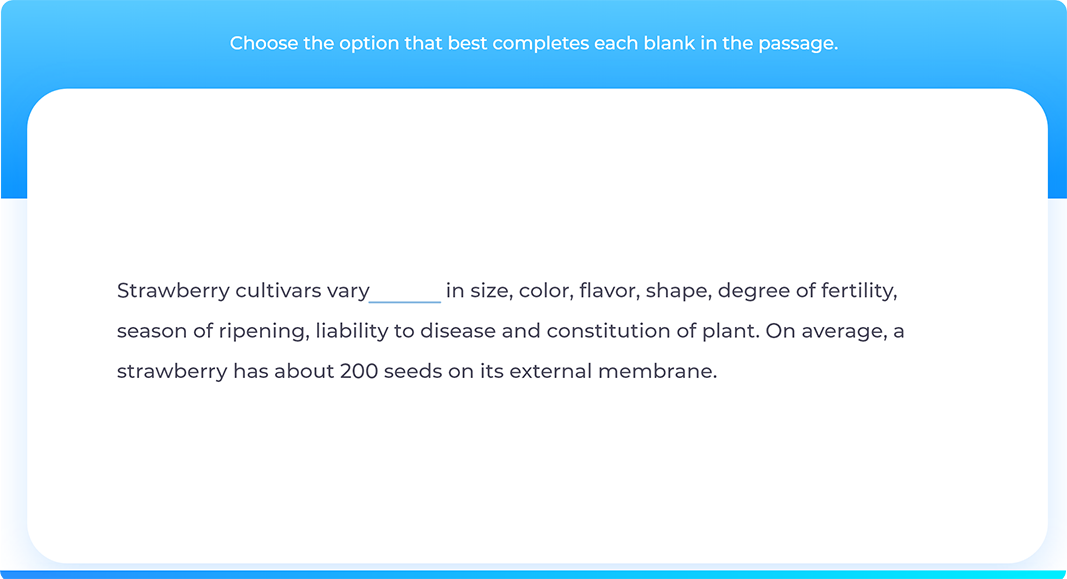 Choose the option that best completes each blank in the passage.
Strawberry cultivars vary______ in size, color, flavor, shape, degree of fertility,
season of ripening, liability to disease and constitution of plant. On average, a
strawberry has about 200 seeds on its external membrane.